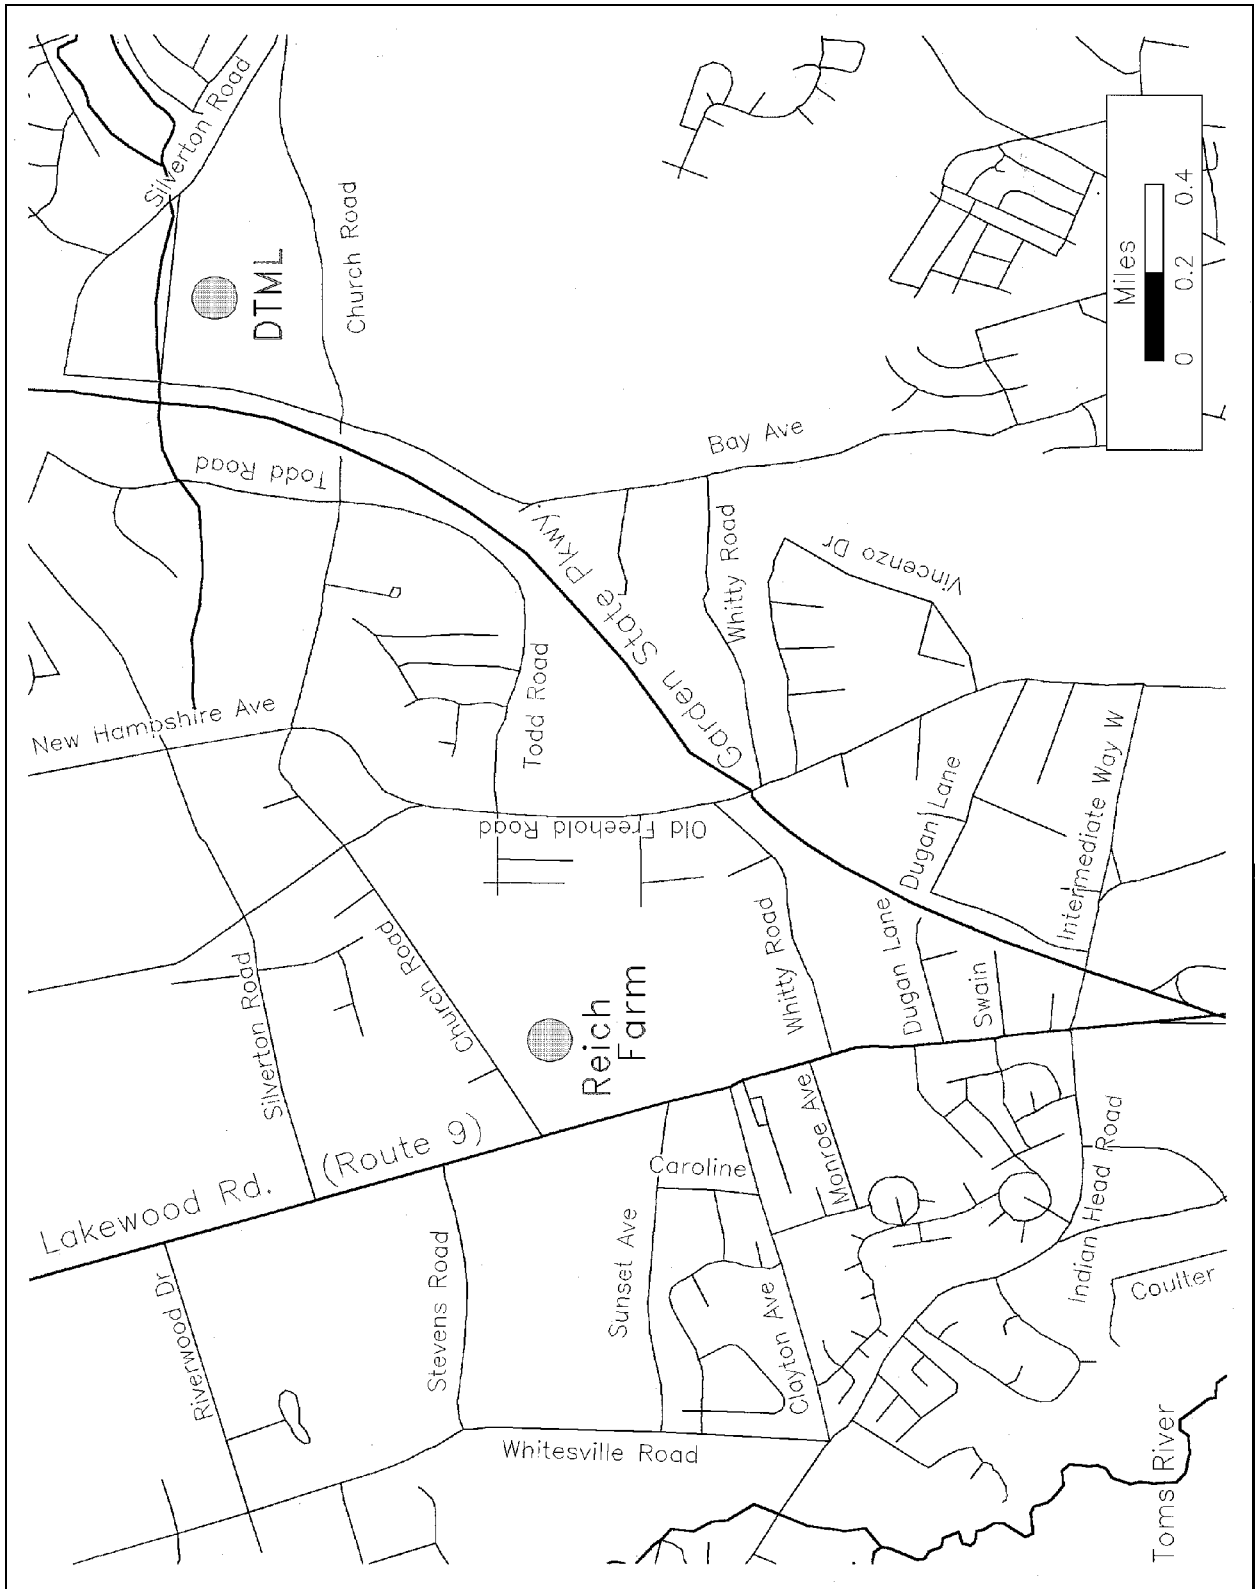 Silverton Road
Church Road
DTML
Todd Road
Bay Ave
Miles
0 0.2 0.4
Garden State Pkwy.
Whitty Road
Vincenzo Dr
New Hampshire Ave
Todd Road
Old Freehold Road
Dugan Lane
Intermediate Way W
Silverton Road
Church Road
Reich
Farm
Whitty Road
Dugan Lane
Swain
Lakewood Rd.
(Route 9)
Caroline
Monroe Ave
Indian Head Road
Riverwood Dr
Stevens Road
Sunset Ave
Clayton Ave
Coulter
Whitesville Road
Toms River